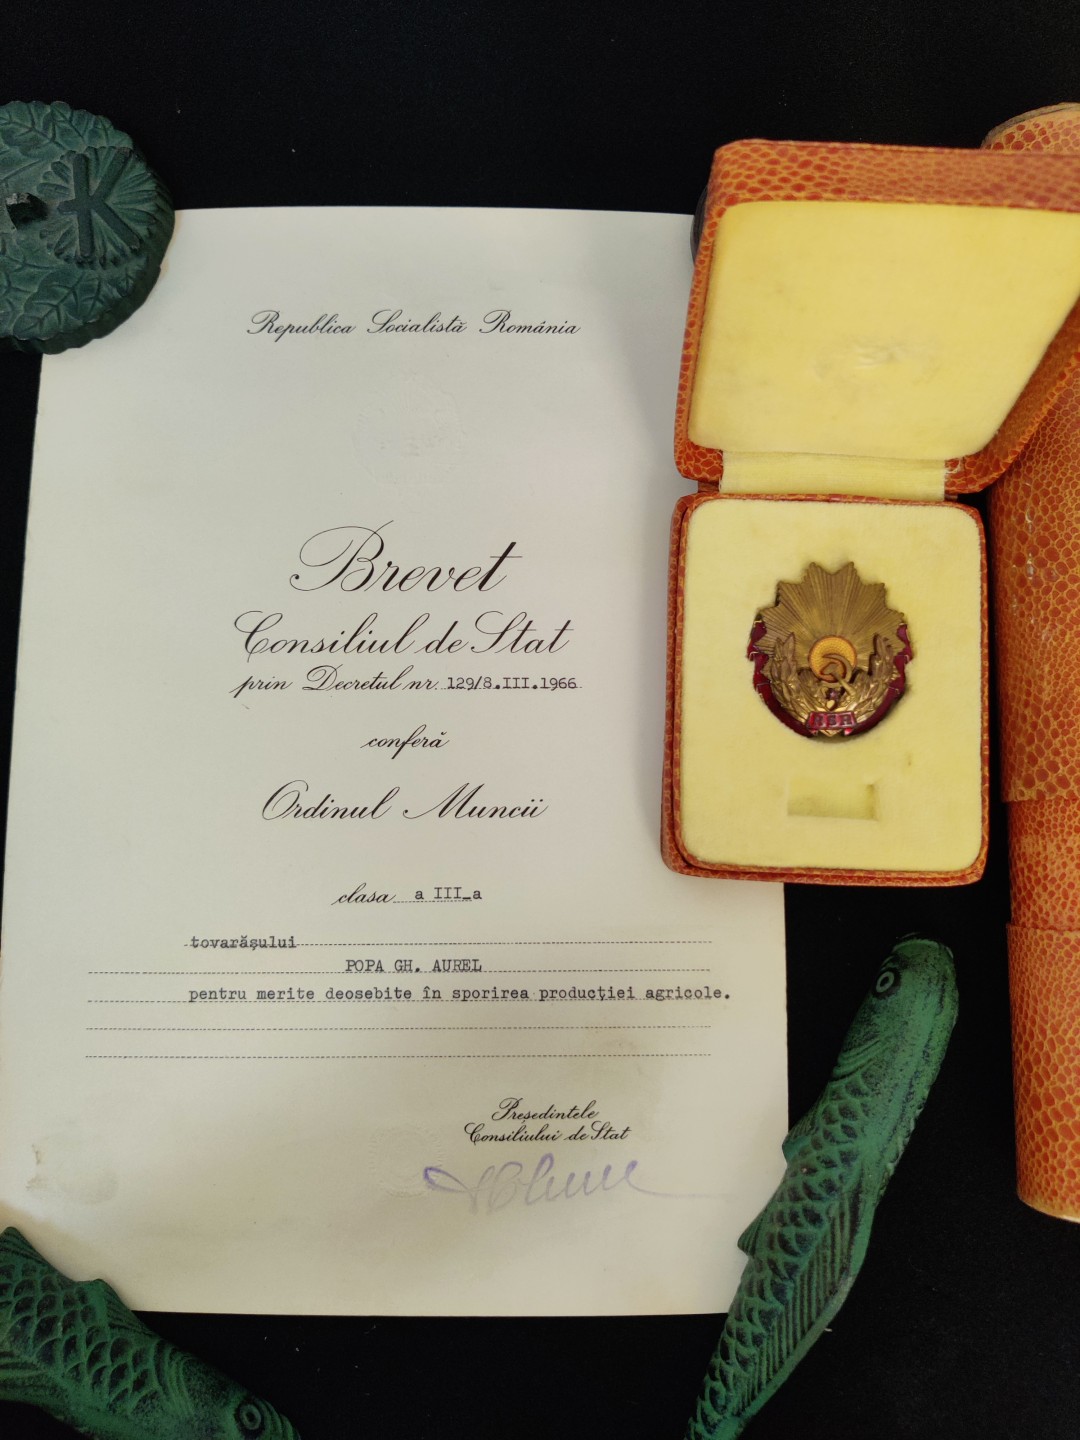 Republica Socialistă România
Brevet
Consiliul de Stat
prin Decretul nr. 129/8.III.1966
conferă
Ordinul Muncii
clasa a III_a
tovarăşului
POPA GH. AUREL
pentru merite deosebite în sporirea producţiei agricole.
Preşedintele
Consiliului de Stat
RSR